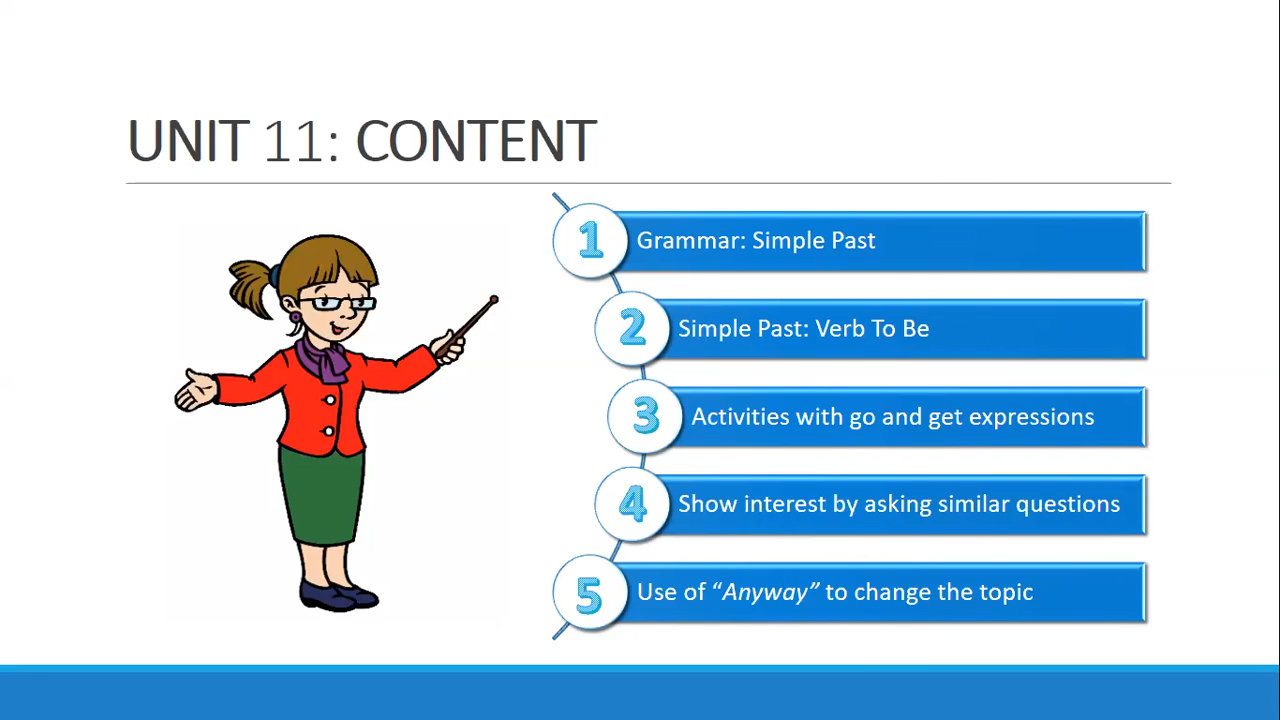 UNIT 11: CONTENT
1 Grammar: Simple Past
2 Simple Past: Verb To Be
3 Activities with go and get expressions
4 Show interest by asking similar questions
5 Use of “Anyway” to change the topic